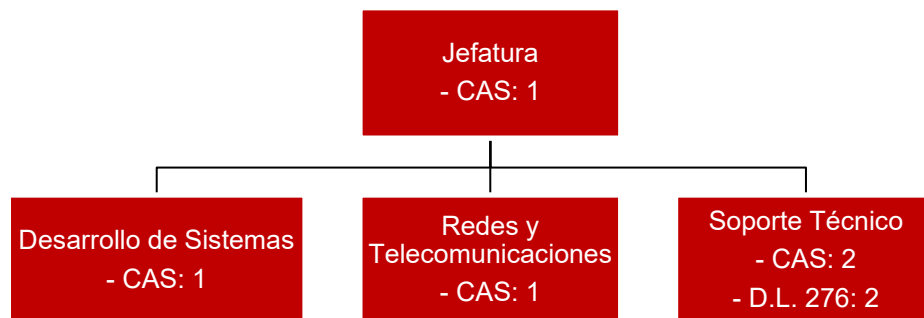 Jefatura
- CAS: 1
Desarrollo de Sistemas
- CAS: 1
Redes y
Telecomunicaciones
- CAS: 1
Soporte Técnico
- CAS: 2
- D.L. 276: 2